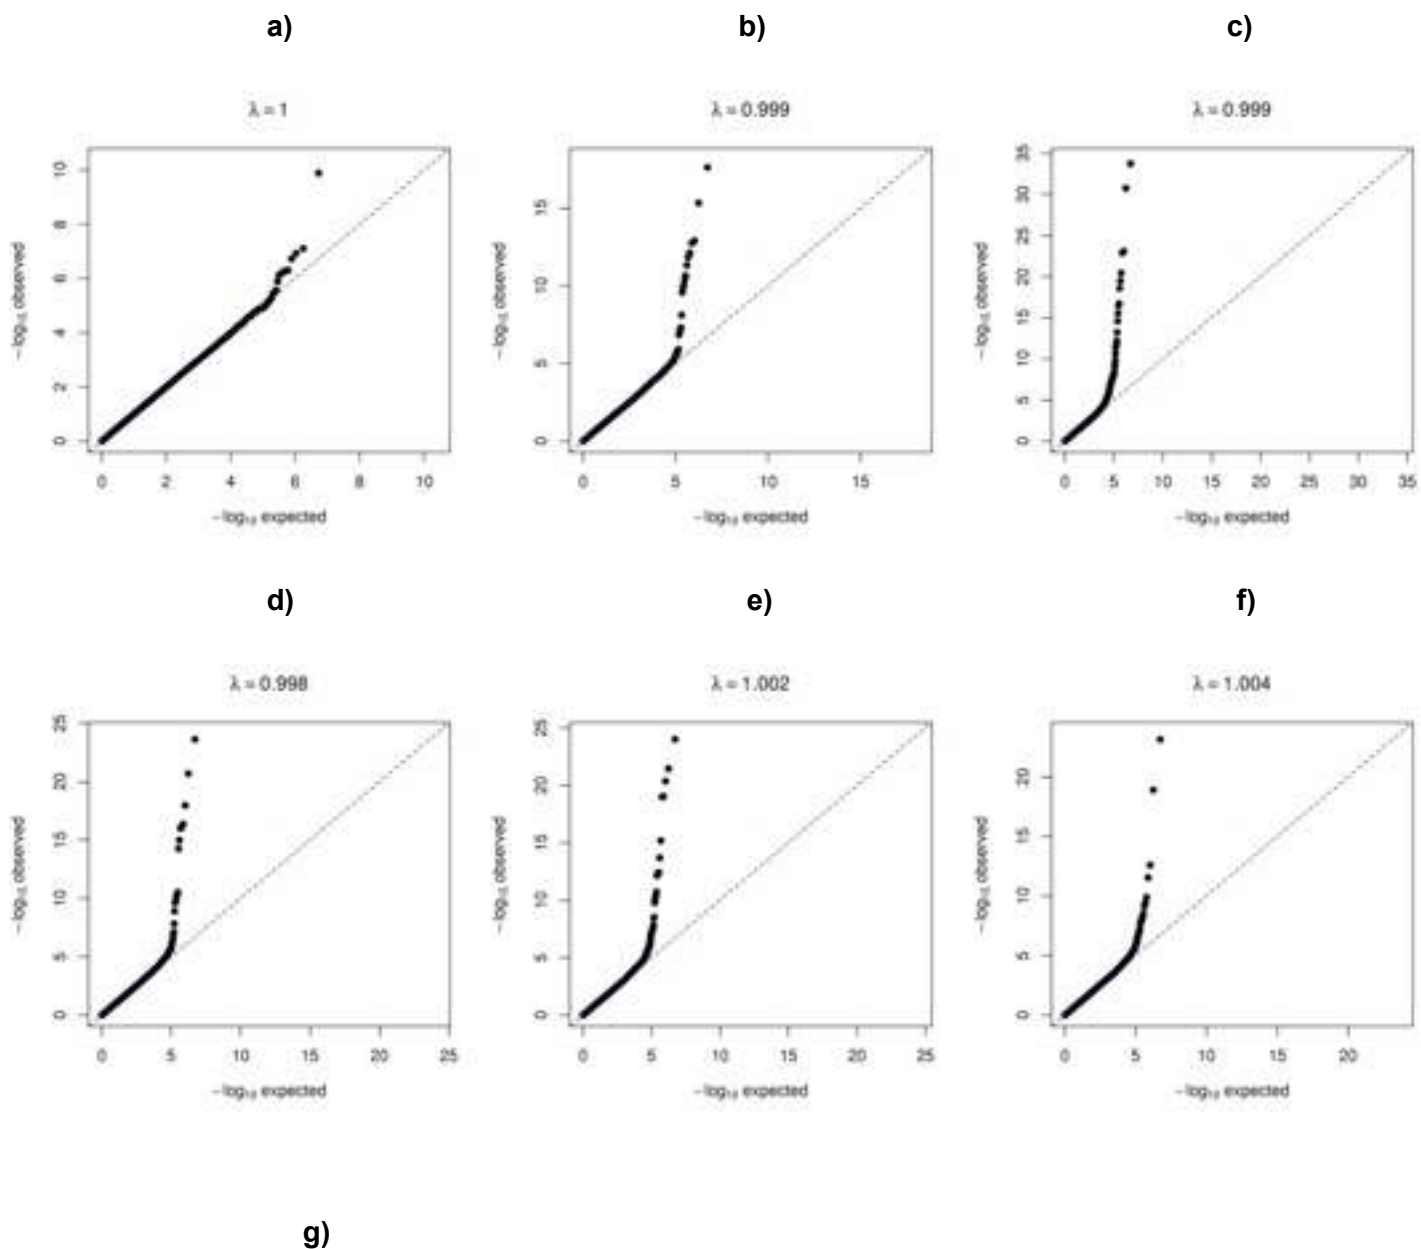 a) b) c)
λ = 1 λ = 0.999 λ = 0.999
−log₁₀ observed −log₁₀ observed −log₁₀ observed
0 2 4 6 8 10 0 5 10 15 0 5 10 15 20 25 30 35
0 2 4 6 8 10 0 5 10 15 0 5 10 15 20 25 30 35
−log₁₀ expected −log₁₀ expected −log₁₀ expected
d) e) f)
λ = 0.998 λ = 1.002 λ = 1.004
−log₁₀ observed −log₁₀ observed −log₁₀ observed
0 5 10 15 20 25 0 5 10 15 20 25 0 5 10 15 20
0 5 10 15 20 25 0 5 10 15 20 25 0 5 10 15 20
−log₁₀ expected −log₁₀ expected −log₁₀ expected
g)